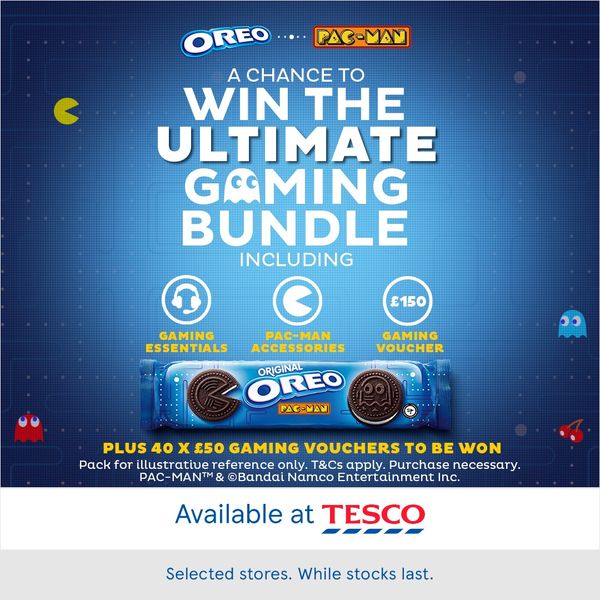 OREO PAC-MAN
A CHANCE TO
WIN THE
ULTIMATE
GAMING
BUNDLE
INCLUDING
£150
GAMING ESSENTIALS
PAC-MAN ACCESSORIES
GAMING VOUCHER
ORIGINAL
OREO
PAC-MAN
PLUS 40 X £50 GAMING VOUCHERS TO BE WON
Pack for illustrative reference only. T&Cs apply. Purchase necessary.
PAC-MAN™ & ©Bandai Namco Entertainment Inc.
Available at TESCO
Selected stores. While stocks last.